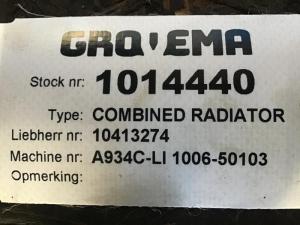 GRO'EMA
Stock nr: 1014440
Type: COMBINED RADIATOR
Liebherr nr: 10413274
Machine nr: A934C-LI 1006-50103
Opmerking: